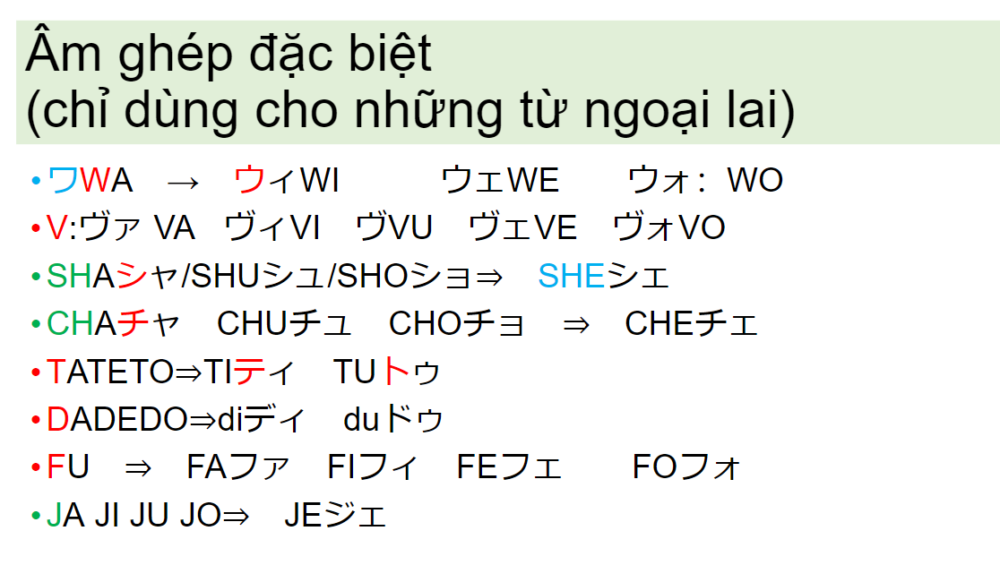 Âm ghép đặc biệt
(chỉ dùng cho những từ ngoại lai)
•ワWA → ウィWI ウェWE ウォ：WO
•V:ヴァ VA ヴィVI ヴVU ヴェVE ヴォVO
•SHAシャ/SHUシュ/SHOショ⇒ SHEシェ
•CHAチャ CHUチュ CHOチョ ⇒ CHEチェ
•TATETO⇒TIティ TUトゥ
•DADEDO⇒diディ duドゥ
•FU ⇒ FAファ FIフィ FEフェ FOフォ
•JA JI JU JO⇒ JEジェ